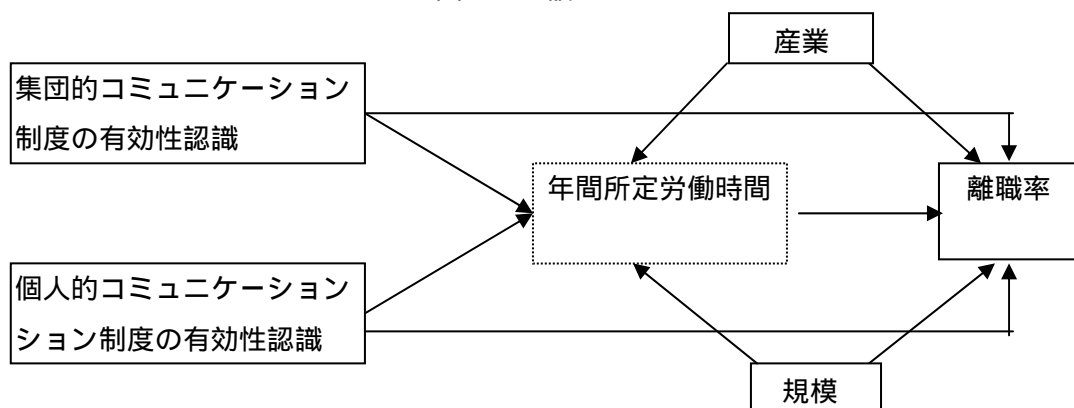 産業
集団的コミュニケーション
制度の有効性認識
年間所定労働時間
離職率
個人的コミュニケーション
ション制度の有効性認識
規模